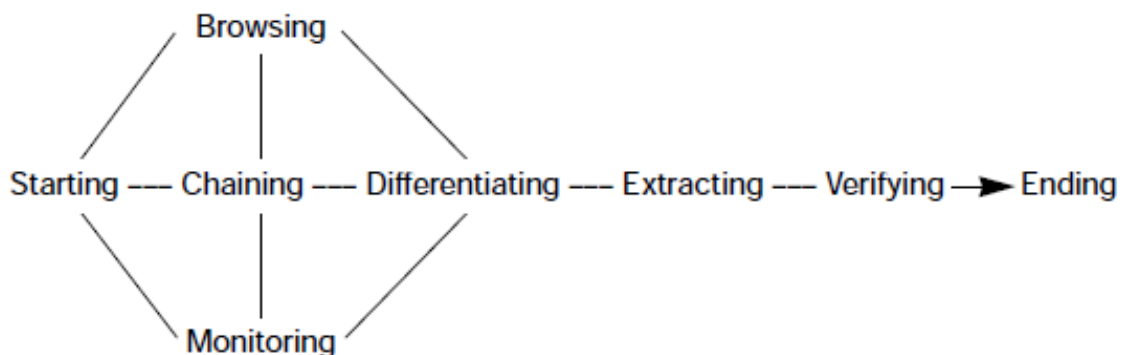 Browsing
Starting --- Chaining --- Differentiating --- Extracting --- Verifying Ending
Monitoring